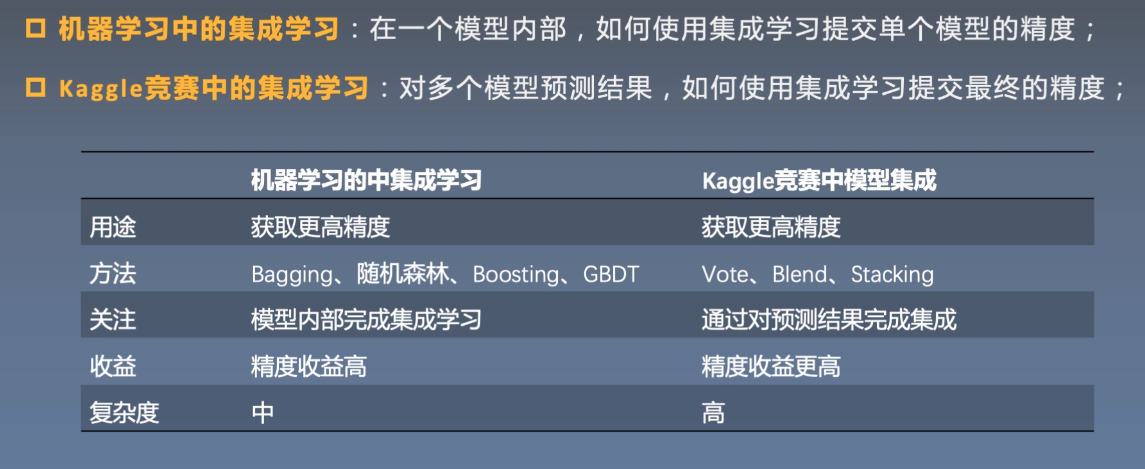 机器学习中的集成学习：在一个模型内部，如何使用集成学习提交单个模型的精度；
Kaggle竞赛中的集成学习：对多个模型预测结果，如何使用集成学习提交最终的精度；
机器学习的中集成学习 Kaggle竞赛中模型集成
用途 获取更高精度 获取更高精度
方法 Bagging、随机森林、Boosting、GBDT Vote、Blend、Stacking
关注 模型内部完成集成学习 通过对预测结果完成集成
收益 精度收益高 精度收益更高
复杂度 中 高